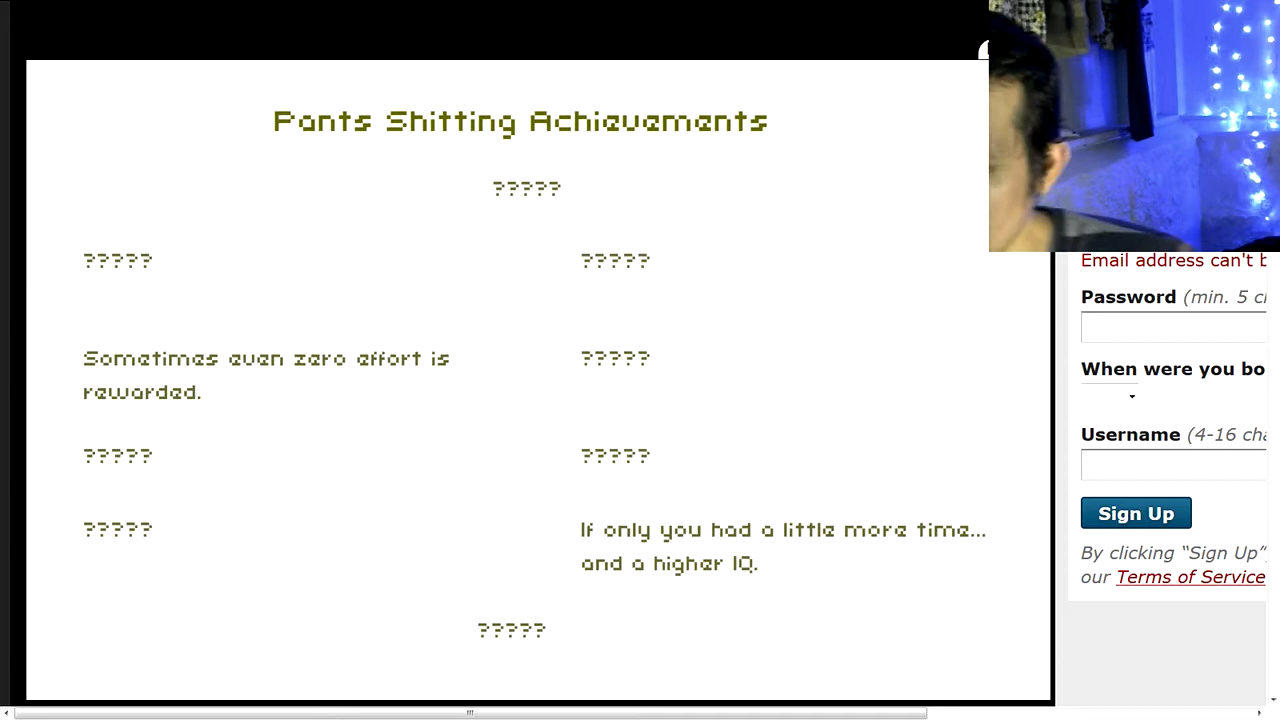 Pants Shitting Achievements
?????
?????
?????
Sometimes even zero effort is
rewarded.
?????
?????
?????
?????
If only you had a little more time...
and a higher IQ.
?????
Email address can't b
Password (min. 5 ch
When were you bo
Username (4-16 cha
Sign Up
By clicking “Sign Up”,
our Terms of Service